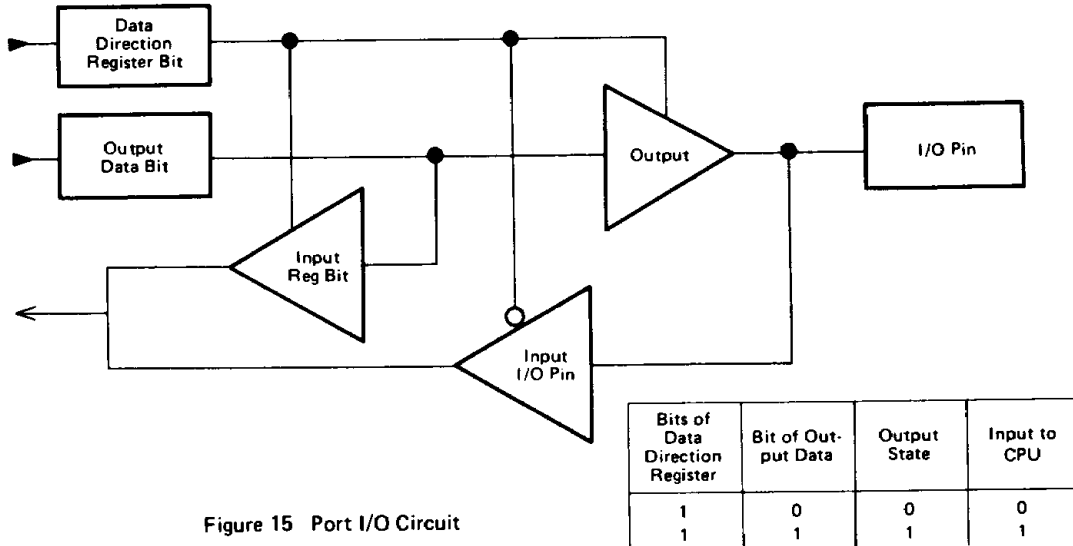 Data
Direction
Register Bit
Output
Data Bit
Output
I/O Pin
Input
Reg Bit
Input
I/O Pin
Bits of
Data
Direction
Register
Bit of Out-
put Data
Output
State
Input to
CPU
1 0 0 0
1 1 1 1
Figure 15 Port I/O Circuit